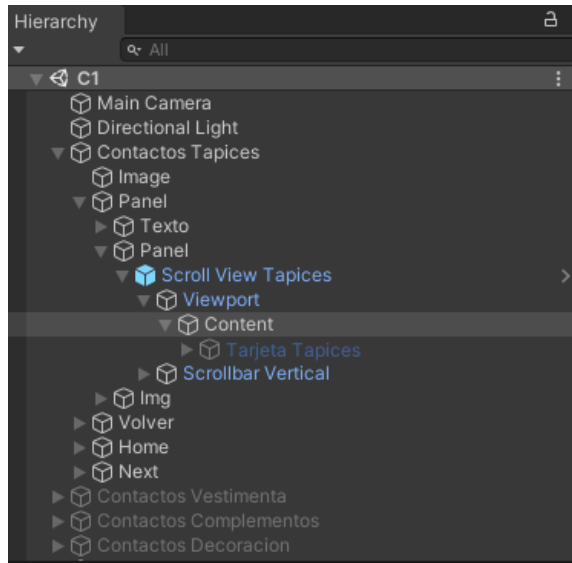 Hierarchy
All
C1
Main Camera
Directional Light
Contactos Tapices
Image
Panel
Texto
Panel
Scroll View Tapices
Viewport
Content
Tarjeta Tapices
Scrollbar Vertical
Img
Volver
Home
Next
Contactos Vestimenta
Contactos Complementos
Contactos Decoracion